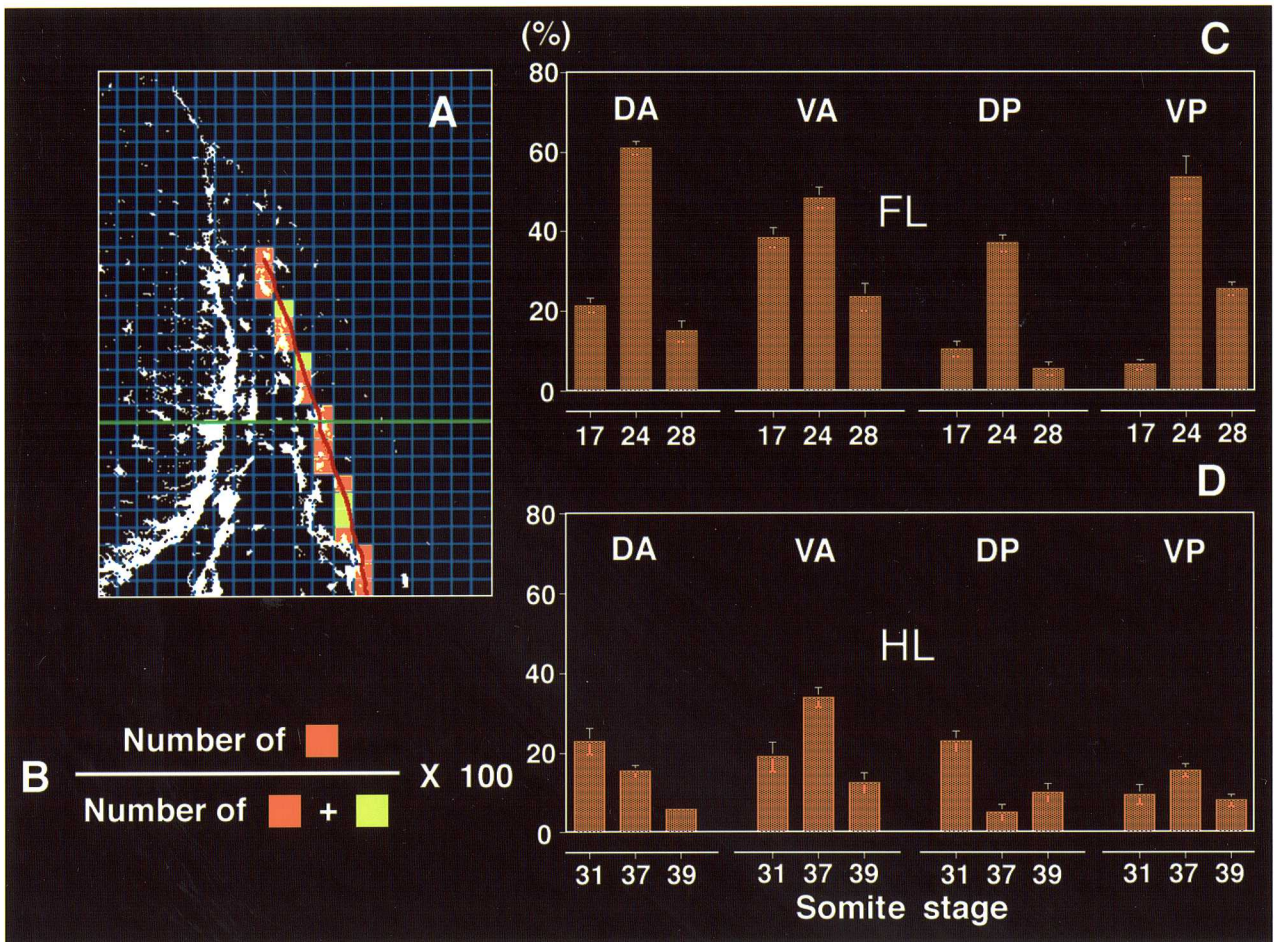 A
B
Number of
Number of + X 100
(%) C
80
60
40
20
0
DA VA DP VP
FL
17 24 28 17 24 28 17 24 28 17 24 28
D
80
60
40
20
0
DA VA DP VP
HL
31 37 39 31 37 39 31 37 39 31 37 39
Somite stage